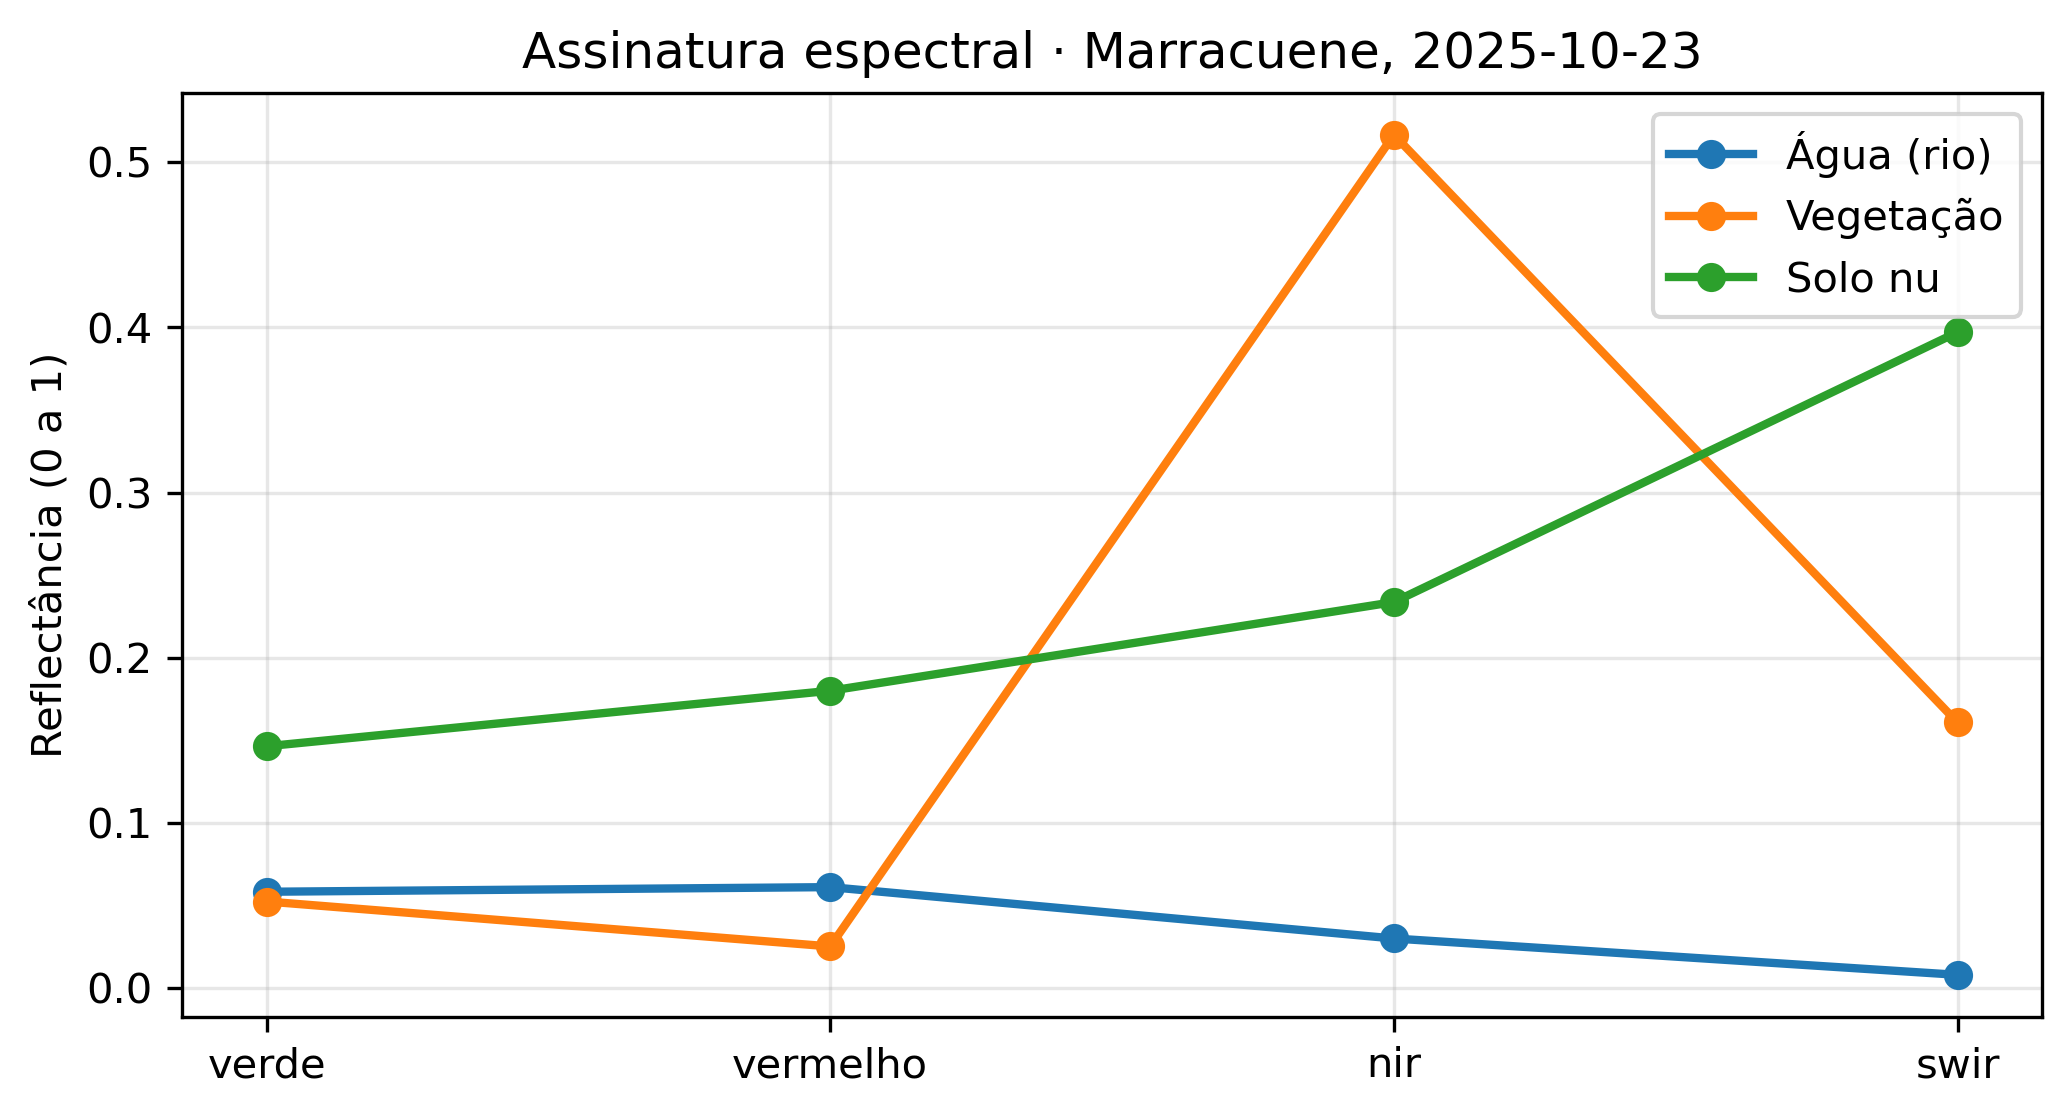 Assinatura espectral · Marracuene, 2025-10-23
Reflectância (0 a 1)
0.5
0.4
0.3
0.2
0.1
0.0
Água (rio)
Vegetação
Solo nu
verde
vermelho
nir
swir